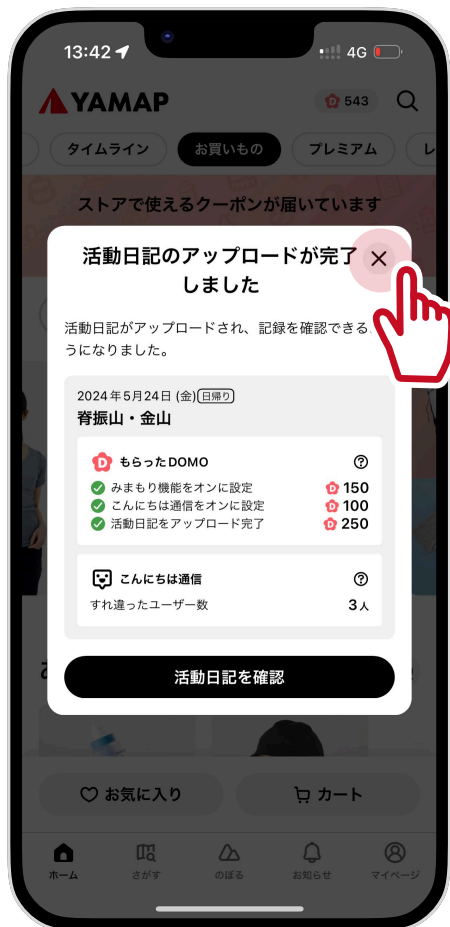 13:42
4G
YAMAP
543
タイムライン
お買いもの
プレミアム
レ
ストアで使えるクーポンが届いています
活動日記のアップロードが完了
しました
活動日記がアップロードされ、記録を確認できる
うになりました。
2024年5月24日 (金) 日帰り
脊振山・金山
もらったDOMO
みまもり機能をオンに設定 150
こんにちは通信をオンに設定 100
活動日記をアップロード完了 250
こんにちは通信
すれ違ったユーザー数 3人
活動日記を確認
お気に入り
カート
ホーム
さがす
のぼる
お知らせ
マイページ